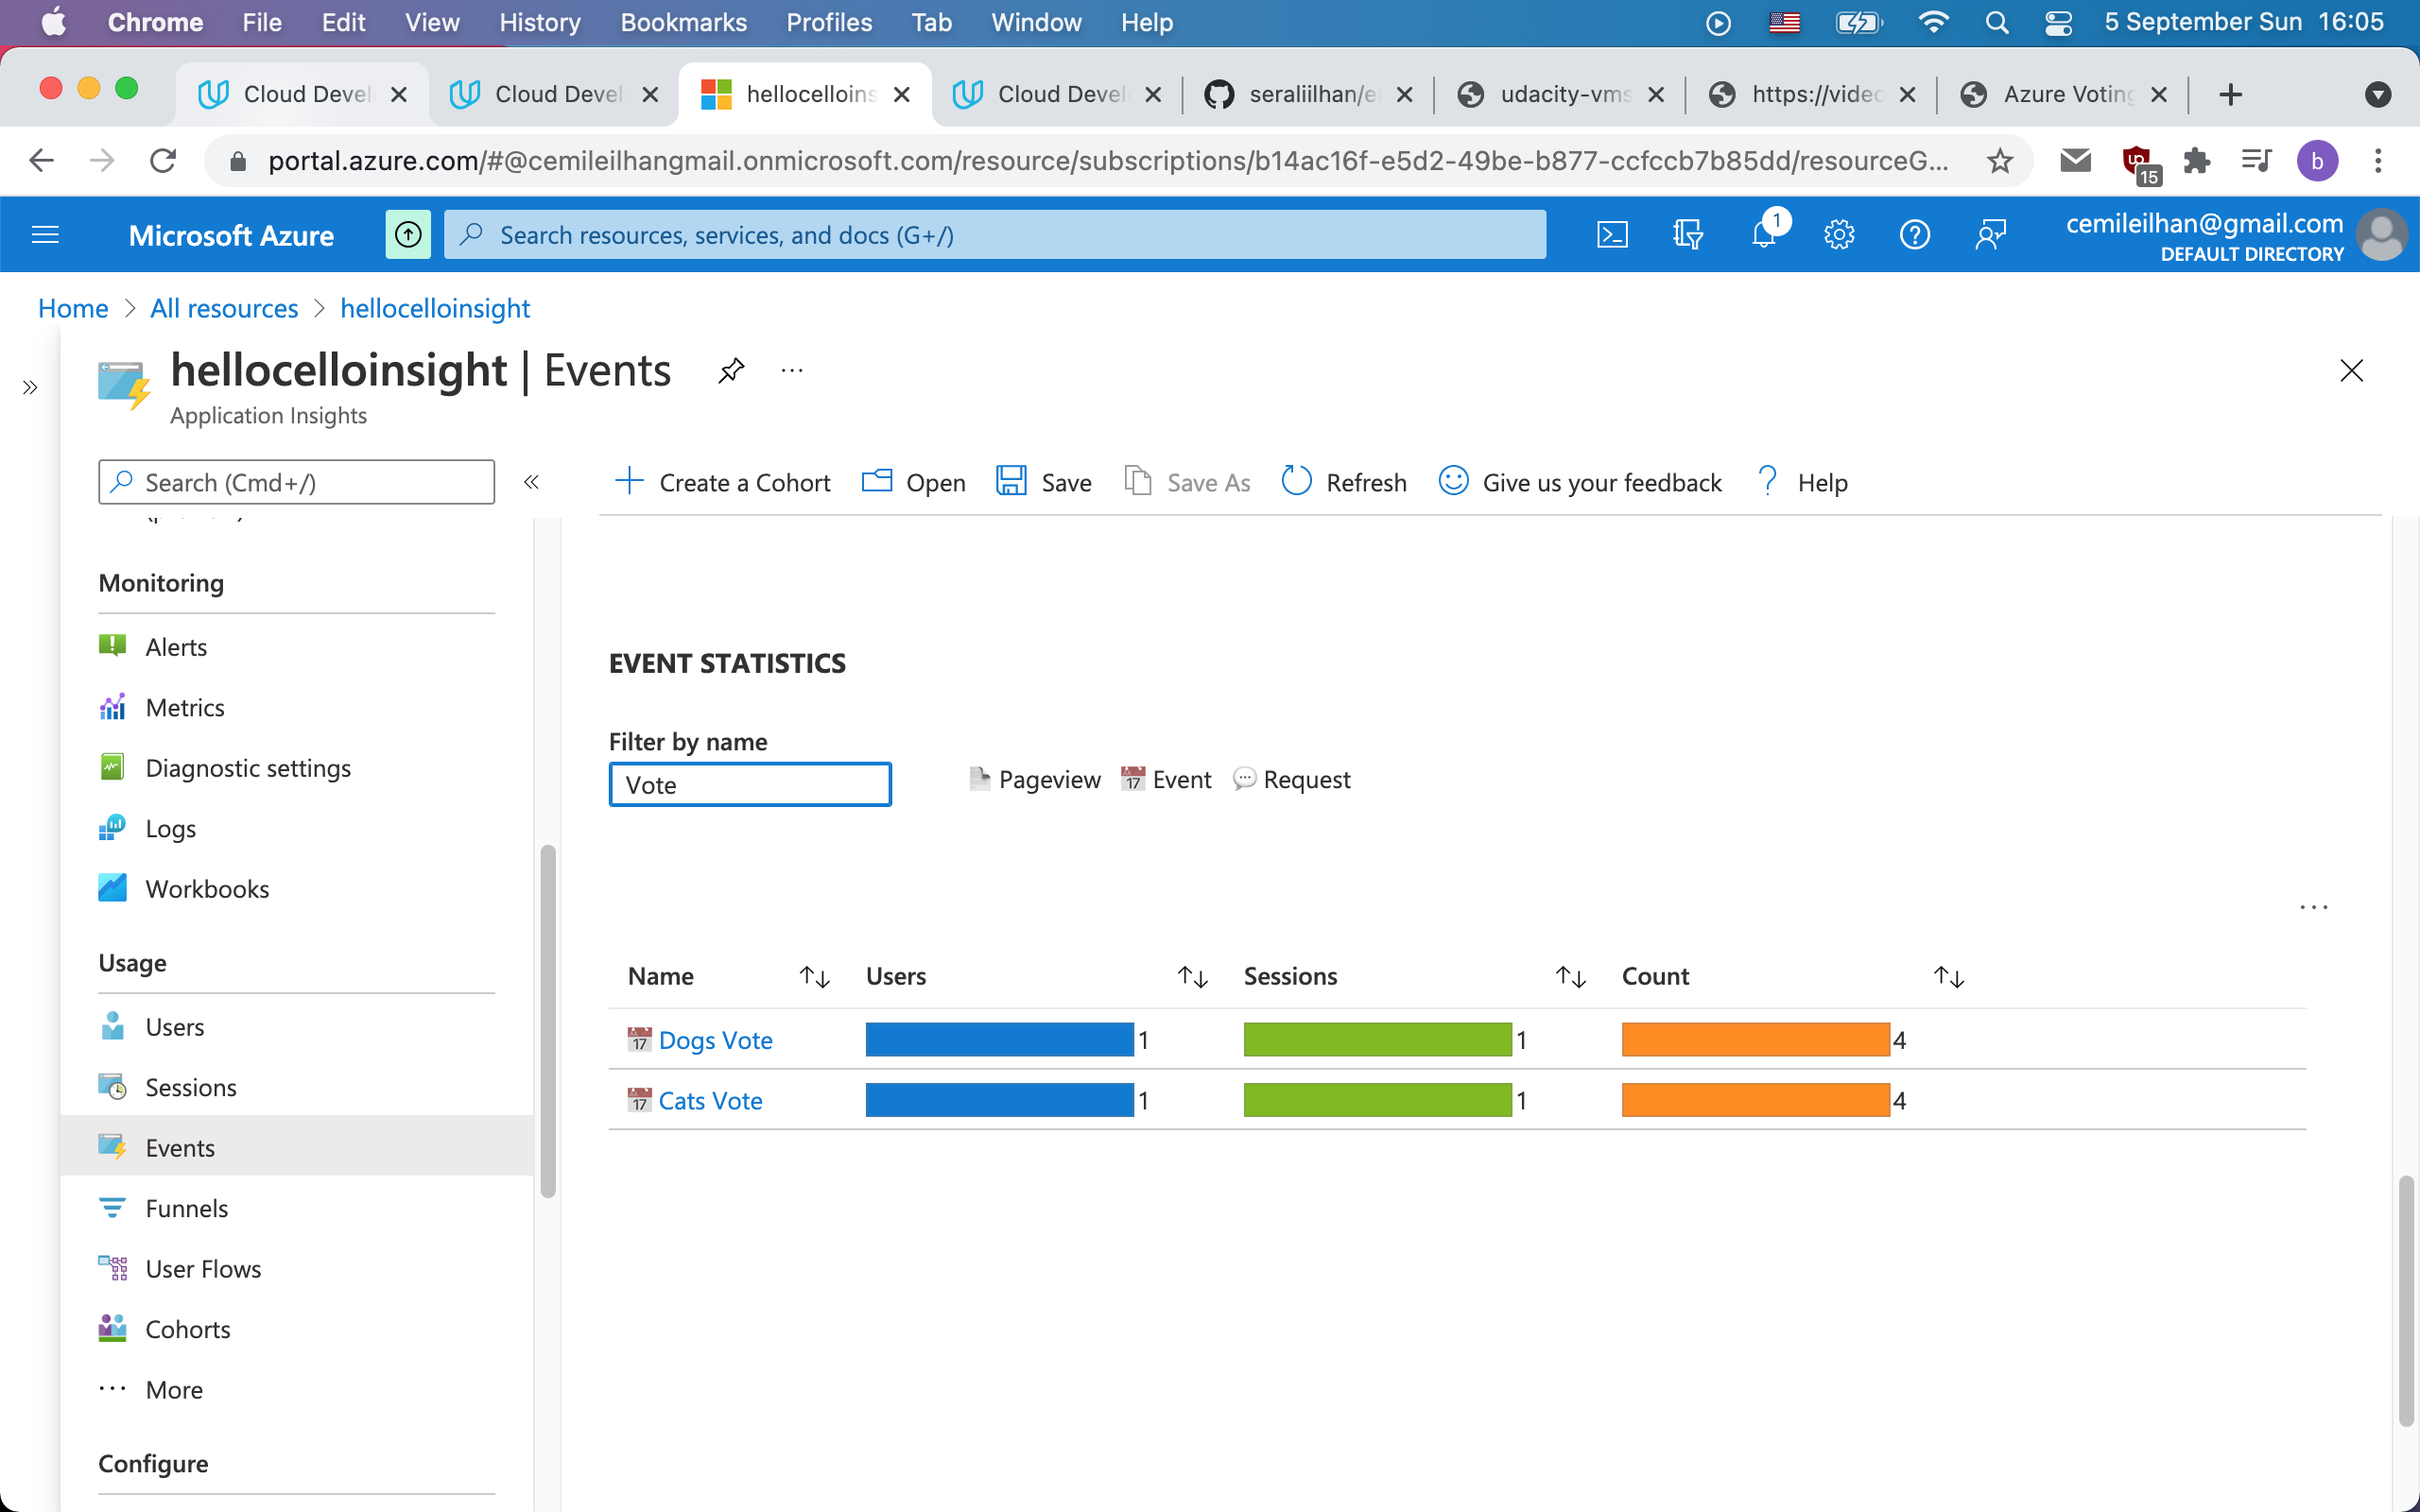 Chrome File Edit View History Bookmarks Profiles Tab Window Help 5 September Sun 16:05
Cloud Devel Cloud Devel hellocelloins Cloud Devel seraliilhan/e udacity-vms https://video Azure Voting
portal.azure.com/#@cemileilhangmail.onmicrosoft.com/resource/subscriptions/b14ac16f-e5d2-49be-b877-ccfccb7b85dd/resourceG... 15 b
Microsoft Azure Search resources, services, and docs (G+/) 1 cemileilhan@gmail.com
DEFAULT DIRECTORY
Home > All resources > hellocelloinsight
hellocelloinsight | Events ...
Application Insights
Search (Cmd+/) « Create a Cohort Open Save Save As Refresh Give us your feedback ? Help
Monitoring
Alerts
Metrics
Diagnostic settings
Logs
Workbooks
Usage
Users
Sessions
Events
Funnels
User Flows
Cohorts
... More
Configure
EVENT STATISTICS
Filter by name
Vote
Pageview 17 Event Request
...
Name Users Sessions Count
17 Dogs Vote 1 1 4
17 Cats Vote 1 1 4